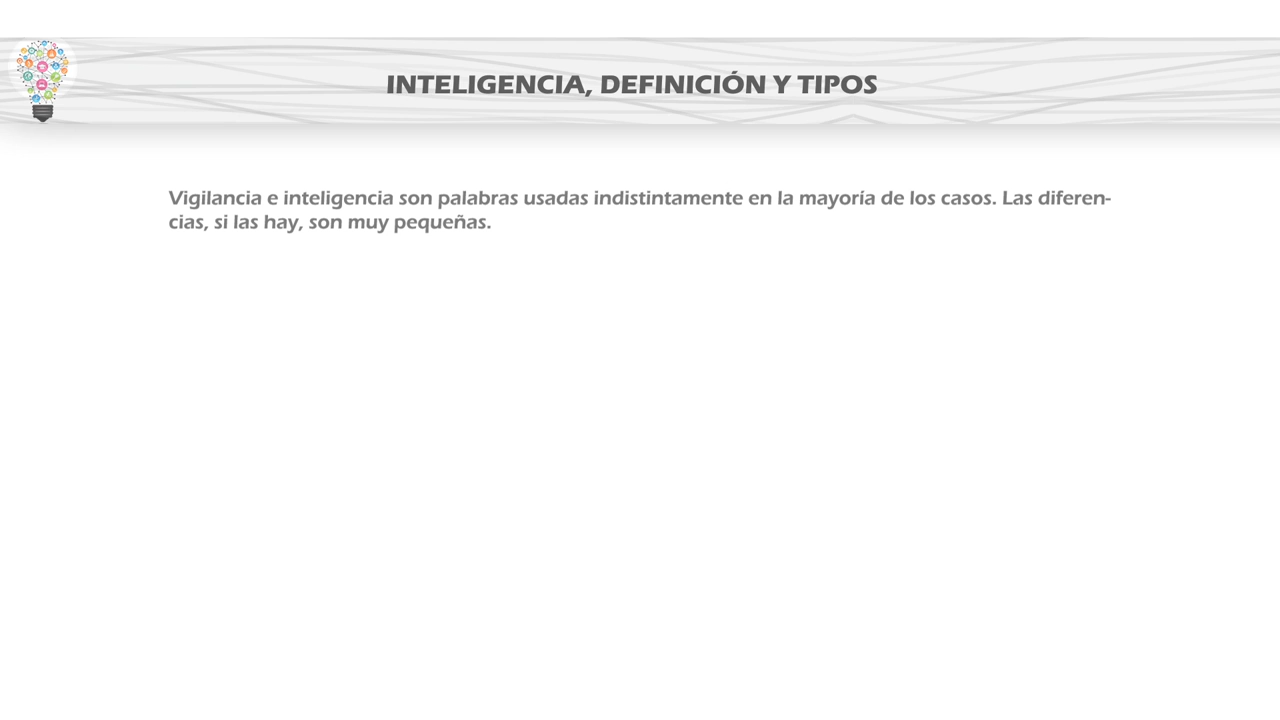 INTELIGENCIA, DEFINICIÓN Y TIPOS
Vigilancia e inteligencia son palabras usadas indistintamente en la mayoría de los casos. Las diferen-
cias, si las hay, son muy pequeñas.